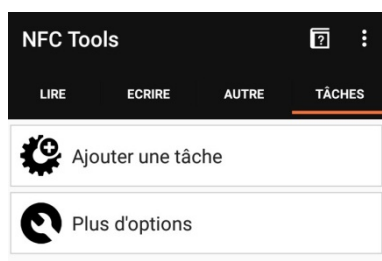 NFC Tools
LIRE ECRIRE AUTRE TÂCHES
Ajouter une tâche
Plus d'options